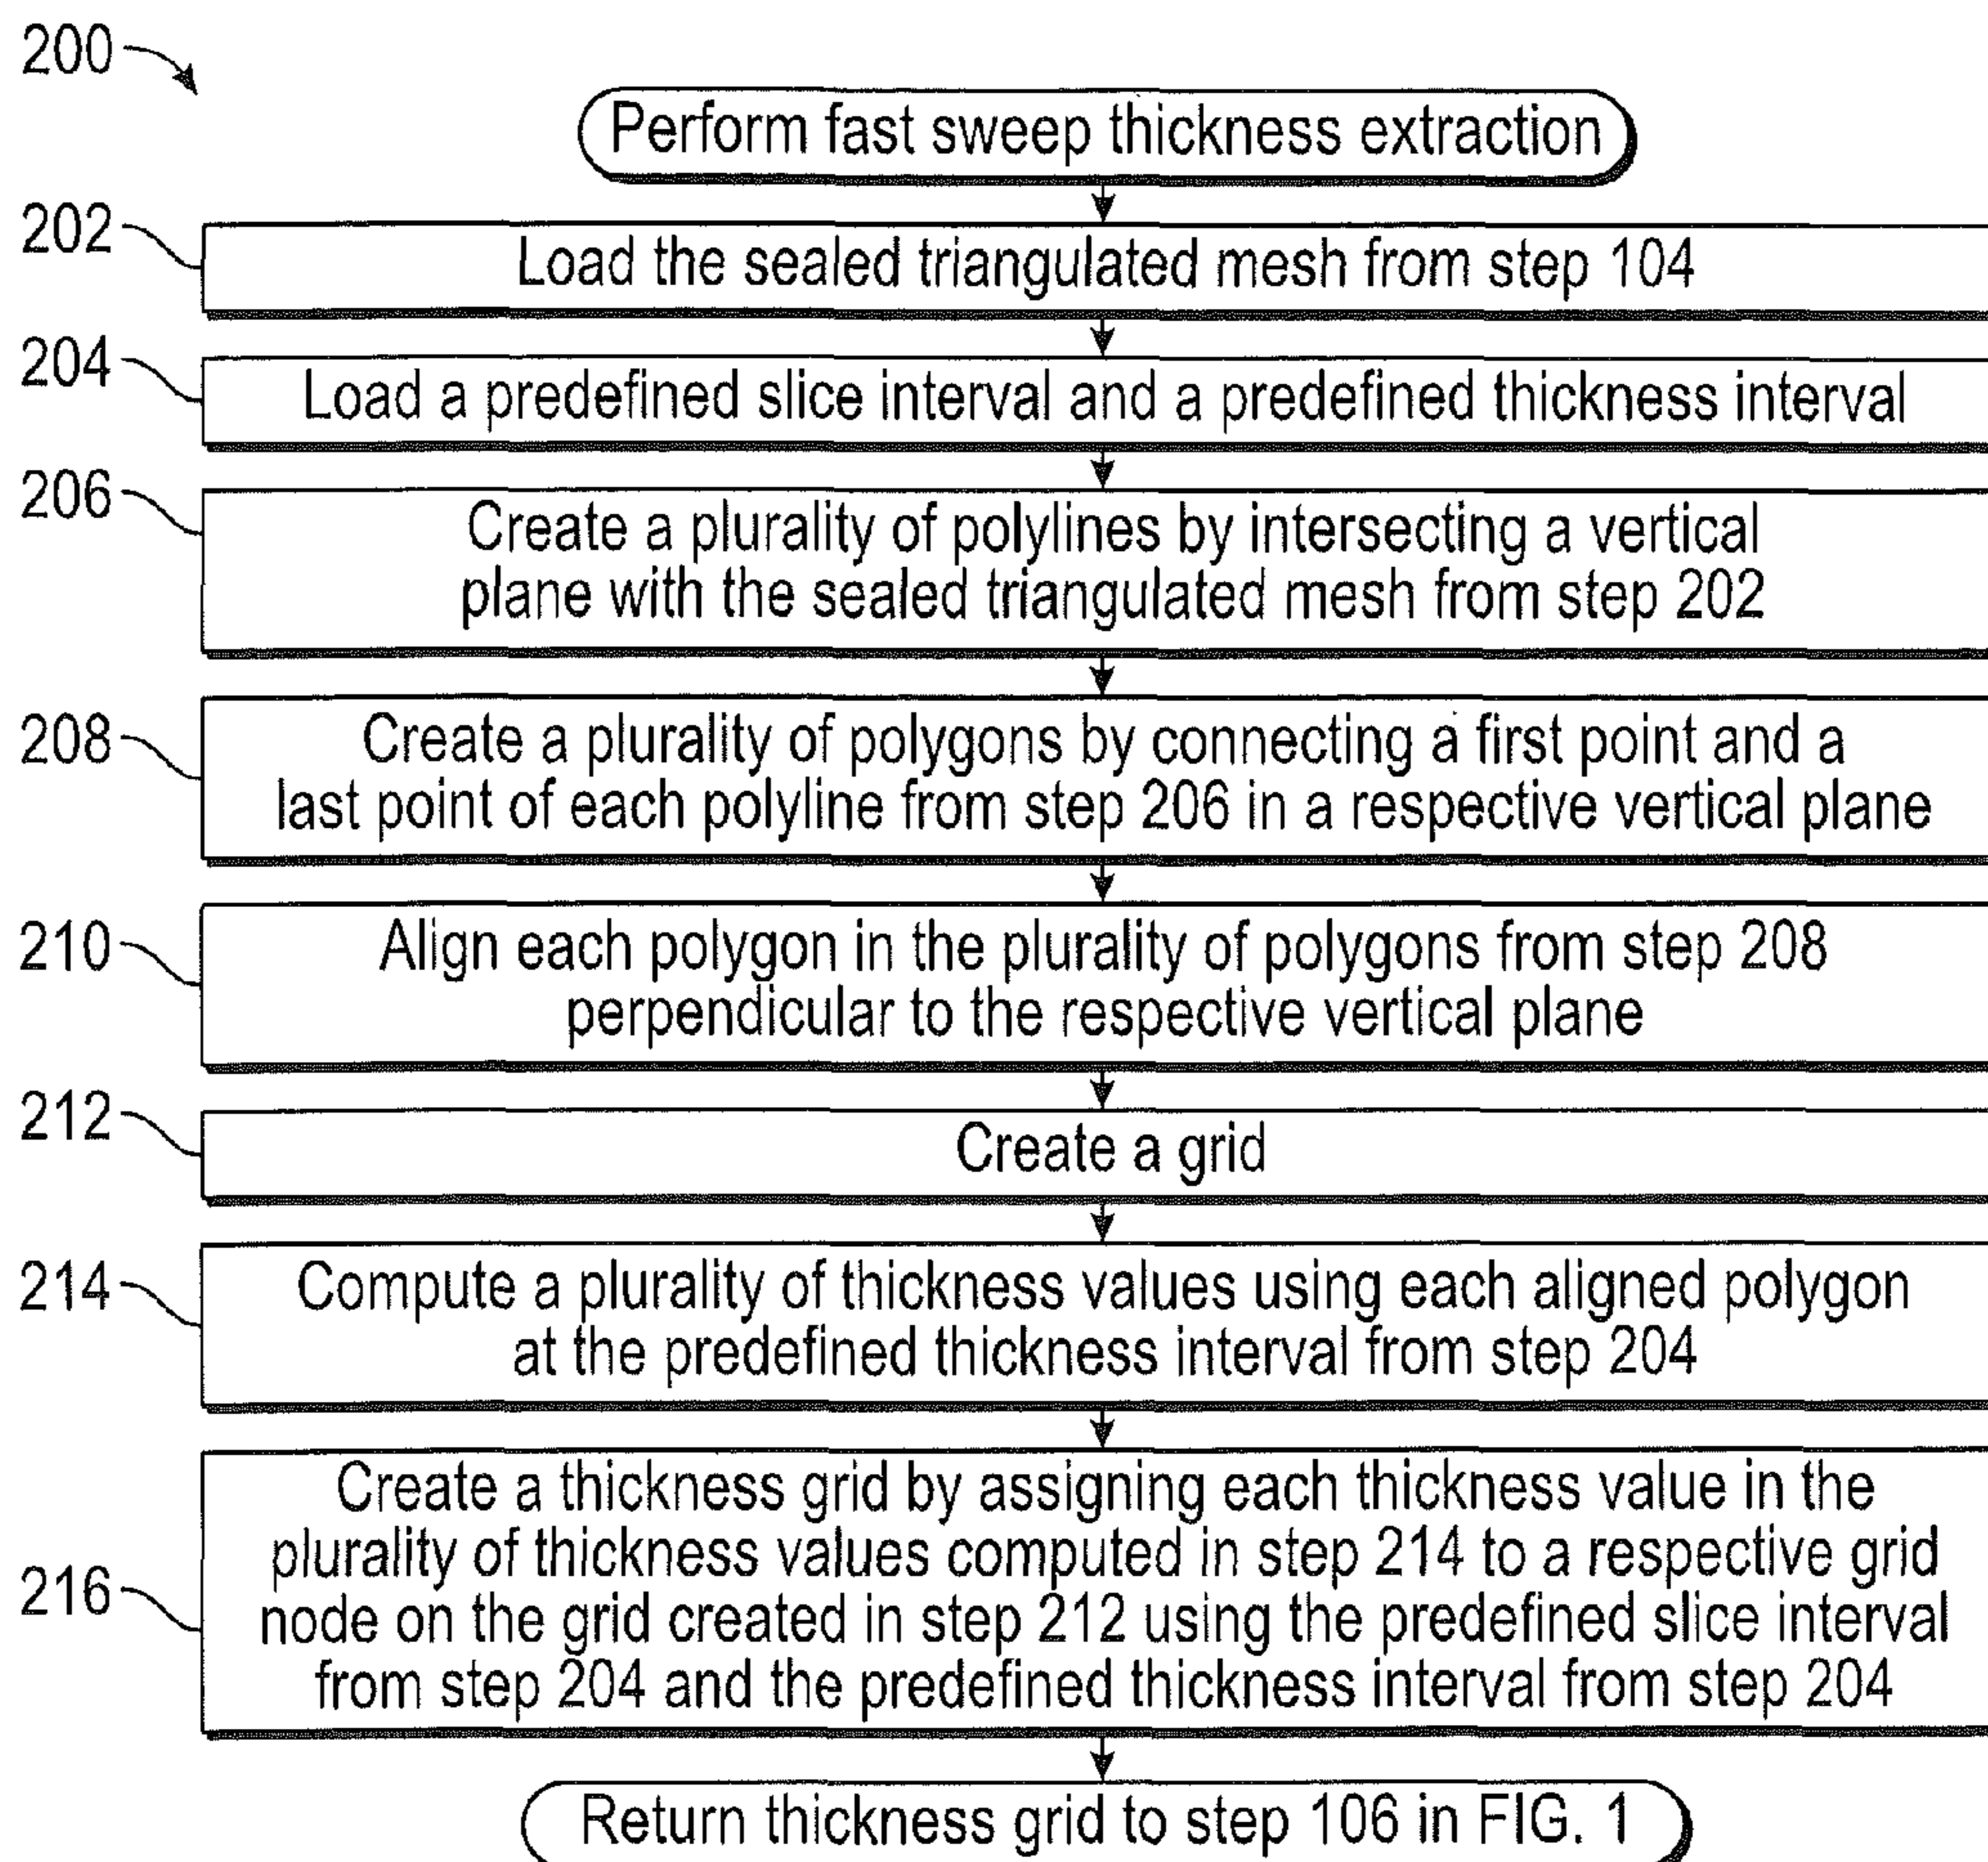 200
Perform fast sweep thickness extraction
202
Load the sealed triangulated mesh from step 104
204
Load a predefined slice interval and a predefined thickness interval
206
Create a plurality of polylines by intersecting a vertical
plane with the sealed triangulated mesh from step 202
208
Create a plurality of polygons by connecting a first point and a
last point of each polyline from step 206 in a respective vertical plane
210
Align each polygon in the plurality of polygons from step 208
perpendicular to the respective vertical plane
212
Create a grid
214
Compute a plurality of thickness values using each aligned polygon
at the predefined thickness interval from step 204
216
Create a thickness grid by assigning each thickness value in the
plurality of thickness values computed in step 214 to a respective grid
node on the grid created in step 212 using the predefined slice interval
from step 204 and the predefined thickness interval from step 204
Return thickness grid to step 106 in FIG. 1